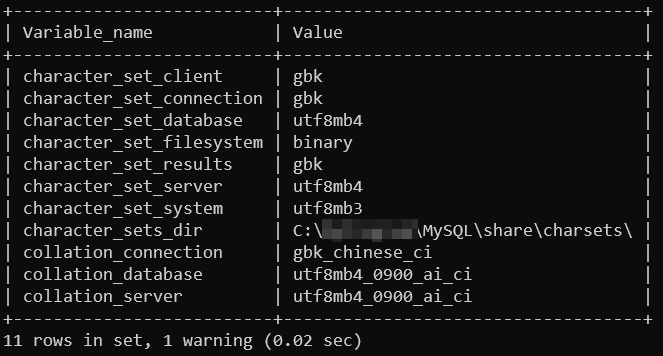 +--------------------------+----------------------------------+
| Variable_name | Value |
+--------------------------+----------------------------------+
| character_set_client | gbk |
| character_set_connection | gbk |
| character_set_database | utf8mb4 |
| character_set_filesystem | binary |
| character_set_results | gbk |
| character_set_server | utf8mb4 |
| character_set_system | utf8mb3 |
| character_sets_dir | C:\ \MySQL\share\charsets\ |
| collation_connection | gbk_chinese_ci |
| collation_database | utf8mb4_0900_ai_ci |
| collation_server | utf8mb4_0900_ai_ci |
+--------------------------+----------------------------------+
11 rows in set, 1 warning (0.02 sec)